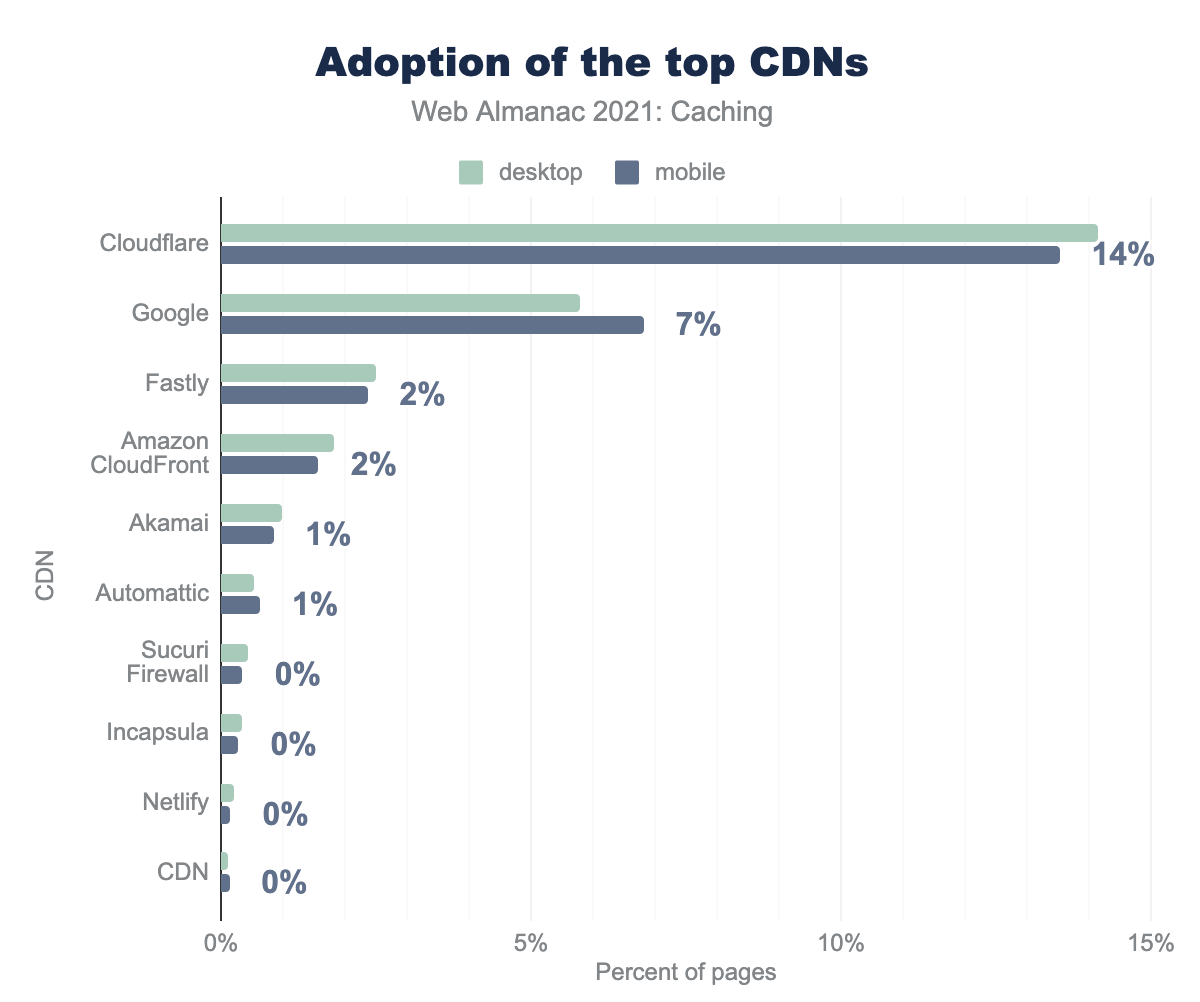 Adoption of the top CDNs
Web Almanac 2021: Caching
desktop
mobile
Cloudflare
14%
Google
7%
Fastly
2%
Amazon
CloudFront
2%
Akamai
1%
Automattic
1%
Sucuri
Firewall
0%
Incapsula
0%
Netlify
0%
CDN
0%
CDN
0%
5%
10%
15%
Percent of pages